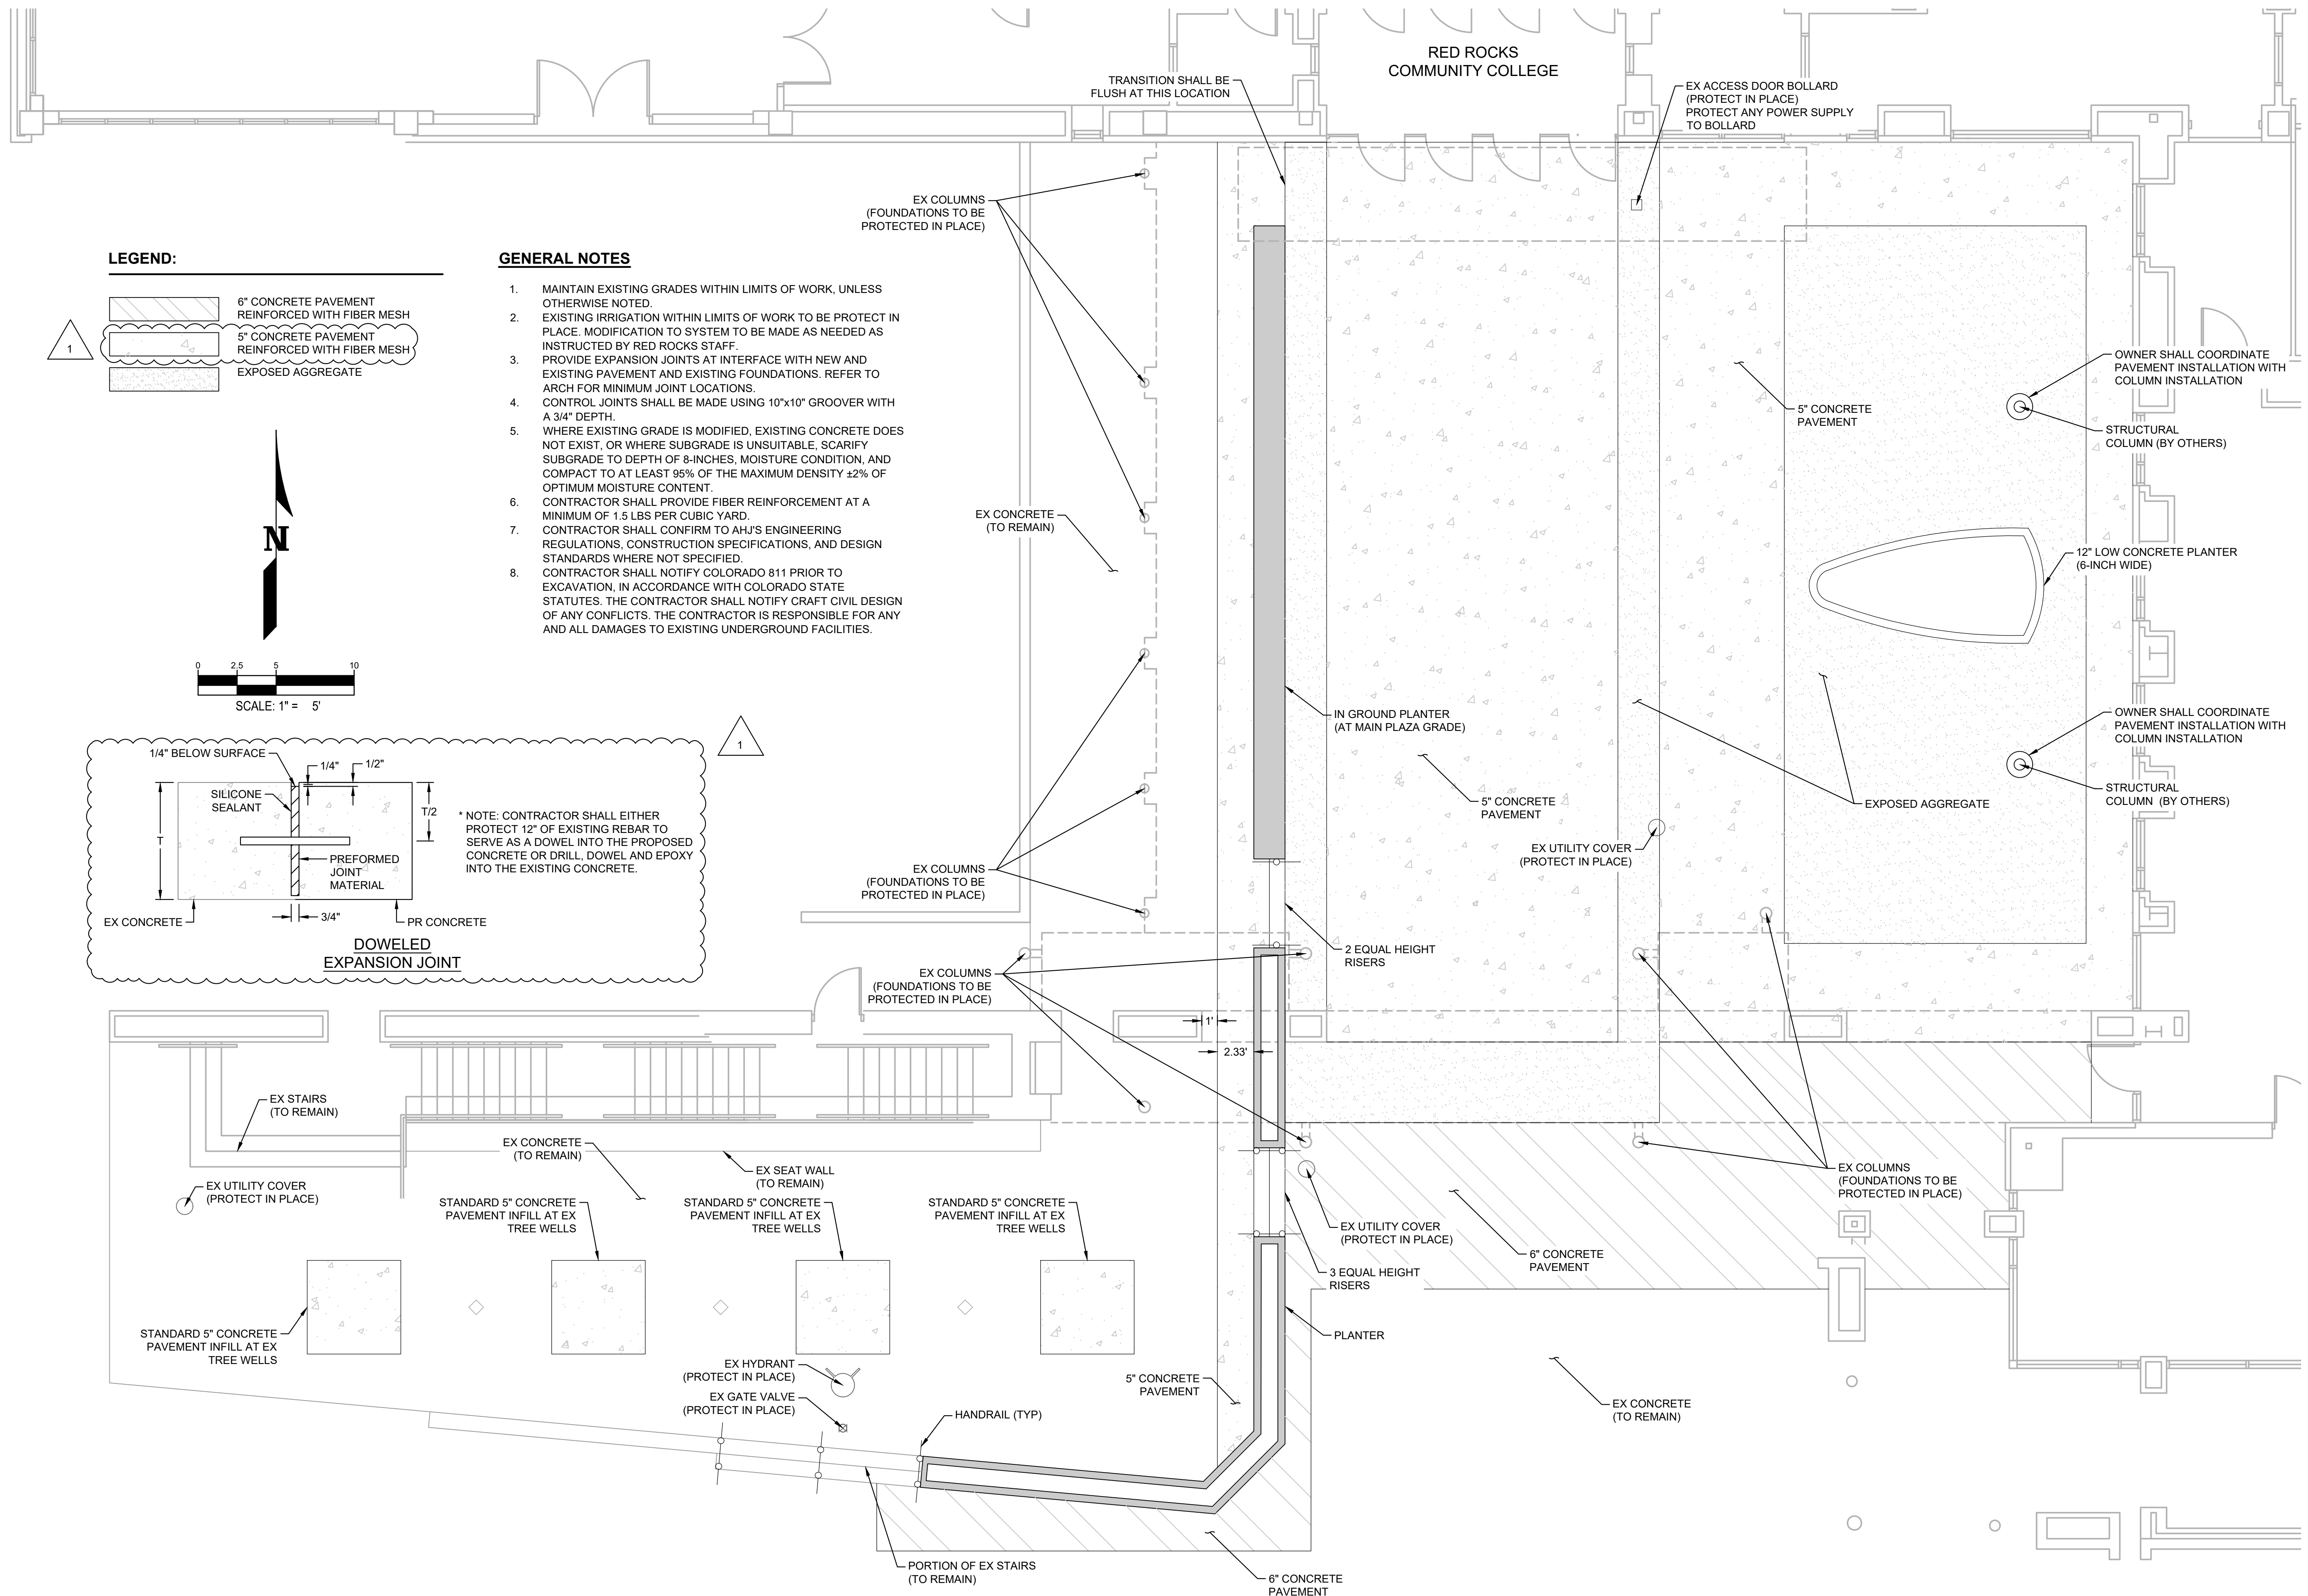 RED ROCKS
COMMUNITY COLLEGE
TRANSITION SHALL BE
FLUSH AT THIS LOCATION
EX ACCESS DOOR BOLLARD
(PROTECT IN PLACE)
PROTECT ANY POWER SUPPLY
TO BOLLARD
EX COLUMNS
(FOUNDATIONS TO BE
PROTECTED IN PLACE)
LEGEND:
6" CONCRETE PAVEMENT
REINFORCED WITH FIBER MESH
1
5" CONCRETE PAVEMENT
REINFORCED WITH FIBER MESH
EXPOSED AGGREGATE
GENERAL NOTES
1. MAINTAIN EXISTING GRADES WITHIN LIMITS OF WORK, UNLESS
OTHERWISE NOTED.
2. EXISTING IRRIGATION WITHIN LIMITS OF WORK TO BE PROTECT IN
PLACE. MODIFICATION TO SYSTEM TO BE MADE AS NEEDED AS
INSTRUCTED BY RED ROCKS STAFF.
3. PROVIDE EXPANSION JOINTS AT INTERFACE WITH NEW AND
EXISTING PAVEMENT AND EXISTING FOUNDATIONS. REFER TO
ARCH FOR MINIMUM JOINT LOCATIONS.
4. CONTROL JOINTS SHALL BE MADE USING 10"x10" GROOVER WITH
A 3/4" DEPTH.
5. WHERE EXISTING GRADE IS MODIFIED, EXISTING CONCRETE DOES
NOT EXIST, OR WHERE SUBGRADE IS UNSUITABLE, SCARIFY
SUBGRADE TO DEPTH OF 8-INCHES, MOISTURE CONDITION, AND
COMPACT TO AT LEAST 95% OF THE MAXIMUM DENSITY ±2% OF
OPTIMUM MOISTURE CONTENT.
6. CONTRACTOR SHALL PROVIDE FIBER REINFORCEMENT AT A
MINIMUM OF 1.5 LBS PER CUBIC YARD.
7. CONTRACTOR SHALL CONFIRM TO AHJ'S ENGINEERING
REGULATIONS, CONSTRUCTION SPECIFICATIONS, AND DESIGN
STANDARDS WHERE NOT SPECIFIED.
8. CONTRACTOR SHALL NOTIFY COLORADO 811 PRIOR TO
EXCAVATION, IN ACCORDANCE WITH COLORADO STATE
STATUTES. THE CONTRACTOR SHALL NOTIFY CRAFT CIVIL DESIGN
OF ANY CONFLICTS. THE CONTRACTOR IS RESPONSIBLE FOR ANY
AND ALL DAMAGES TO EXISTING UNDERGROUND FACILITIES.
N
0 2.5 5 10
SCALE: 1" = 5'
EX CONCRETE
(TO REMAIN)
OWNER SHALL COORDINATE
PAVEMENT INSTALLATION WITH
COLUMN INSTALLATION
5" CONCRETE
PAVEMENT
STRUCTURAL
COLUMN (BY OTHERS)
12" LOW CONCRETE PLANTER
(6-INCH WIDE)
IN GROUND PLANTER
(AT MAIN PLAZA GRADE)
OWNER SHALL COORDINATE
PAVEMENT INSTALLATION WITH
COLUMN INSTALLATION
STRUCTURAL
COLUMN (BY OTHERS)
5" CONCRETE
PAVEMENT
EXPOSED AGGREGATE
EX UTILITY COVER
(PROTECT IN PLACE)
1
1/4" BELOW SURFACE
1/4"
1/2"
SILICONE
SEALANT
T/2
T
PREFORMED
JOINT
MATERIAL
* NOTE: CONTRACTOR SHALL EITHER
PROTECT 12" OF EXISTING REBAR TO
SERVE AS A DOWEL INTO THE PROPOSED
CONCRETE OR DRILL, DOWEL AND EPOXY
INTO THE EXISTING CONCRETE.
EX CONCRETE
3/4"
PR CONCRETE
DOWELED
EXPANSION JOINT
EX COLUMNS
(FOUNDATIONS TO BE
PROTECTED IN PLACE)
2 EQUAL HEIGHT
RISERS
EX COLUMNS
(FOUNDATIONS TO BE
PROTECTED IN PLACE)
1'
2.33'
EX STAIRS
(TO REMAIN)
EX CONCRETE
(TO REMAIN)
EX SEAT WALL
(TO REMAIN)
EX UTILITY COVER
(PROTECT IN PLACE)
STANDARD 5" CONCRETE
PAVEMENT INFILL AT EX
TREE WELLS
STANDARD 5" CONCRETE
PAVEMENT INFILL AT EX
TREE WELLS
STANDARD 5" CONCRETE
PAVEMENT INFILL AT EX
TREE WELLS
EX COLUMNS
(FOUNDATIONS TO BE
PROTECTED IN PLACE)
EX UTILITY COVER
(PROTECT IN PLACE)
6" CONCRETE
PAVEMENT
3 EQUAL HEIGHT
RISERS
STANDARD 5" CONCRETE
PAVEMENT INFILL AT EX
TREE WELLS
PLANTER
EX HYDRANT
(PROTECT IN PLACE)
EX GATE VALVE
(PROTECT IN PLACE)
5" CONCRETE
PAVEMENT
HANDRAIL (TYP)
EX CONCRETE
(TO REMAIN)
PORTION OF EX STAIRS
(TO REMAIN)
6" CONCRETE
PAVEMENT